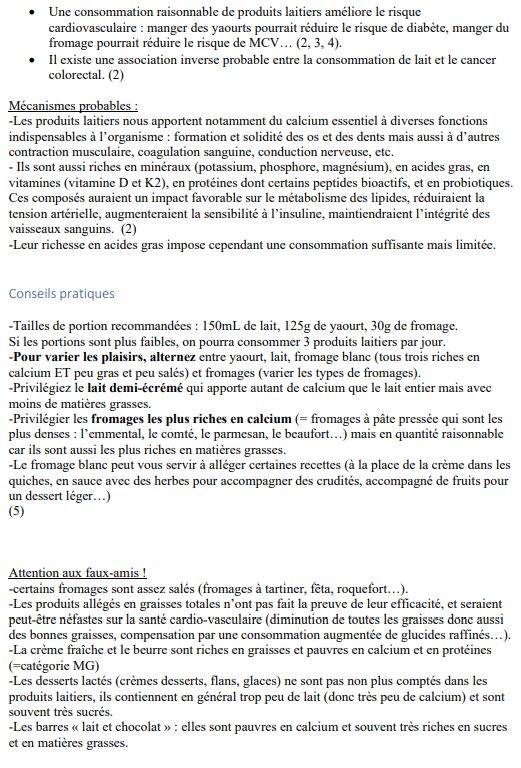 • Une consommation raisonnable de produits laitiers améliore le risque
cardiovasculaire : manger des yaourts pourrait réduire le risque de diabète, manger du
fromage pourrait réduire le risque de MCV… (2, 3, 4).
• Il existe une association inverse probable entre la consommation de lait et le cancer
colorectal. (2)
Mécanismes probables :
-Les produits laitiers nous apportent notamment du calcium essentiel à diverses fonctions
indispensables à l’organisme : formation et solidité des os et des dents mais aussi à d’autres
contraction musculaire, coagulation sanguine, conduction nerveuse, etc.
- Ils sont aussi riches en minéraux (potassium, phosphore, magnésium), en acides gras, en
vitamines (vitamine D et K2), en protéines dont certains peptides bioactifs, et en probiotiques.
Ces composés auraient un impact favorable sur le métabolisme des lipides, réduiraient la
tension artérielle, augmenteraient la sensibilité à l’insuline, maintiendraient l’intégrité des
vaisseaux sanguins. (2)
-Leur richesse en acides gras impose cependant une consommation suffisante mais limitée.
Conseils pratiques
-Tailles de portion recommandées : 150mL de lait, 125g de yaourt, 30g de fromage.
Si les portions sont plus faibles, on pourra consommer 3 produits laitiers par jour.
-Pour varier les plaisirs, alternez entre yaourt, lait, fromage blanc (tous trois riches en
calcium ET peu gras et peu salés) et fromages (varier les types de fromages).
-Privilégiez le lait demi-écrémé qui apporte autant de calcium que le lait entier mais avec
moins de matières grasses.
-Privilégier les fromages les plus riches en calcium (= fromages à pâte pressée qui sont les
plus denses : l’emmental, le comté, le parmesan, le beaufort…) mais en quantité raisonnable
car ils sont aussi les plus riches en matières grasses.
-Le fromage blanc peut vous servir à alléger certaines recettes (à la place de la crème dans les
quiches, en sauce avec des herbes pour accompagner des crudités, accompagné de fruits pour
un dessert léger…)
(5)
Attention aux faux-amis !
-certains fromages sont assez salés (fromages à tartiner, fêta, roquefort…).
-Les produits allégés en graisses totales n’ont pas fait la preuve de leur efficacité, et seraient
peut-être néfastes sur la santé cardio-vasculaire (diminution de toutes les graisses donc aussi
des bonnes graisses, compensation par une consommation augmentée de glucides raffinés…).
-La crème fraîche et le beurre sont riches en graisses et pauvres en calcium et en protéines
(=catégorie MG)
-Les desserts lactés (crèmes desserts, flans, glaces) ne sont pas non plus comptés dans les
produits laitiers, ils contiennent en général trop peu de lait (donc très peu de calcium) et sont
souvent très sucrés.
-Les barres « lait et chocolat » : elles sont pauvres en calcium et souvent très riches en sucres
et en matières grasses.